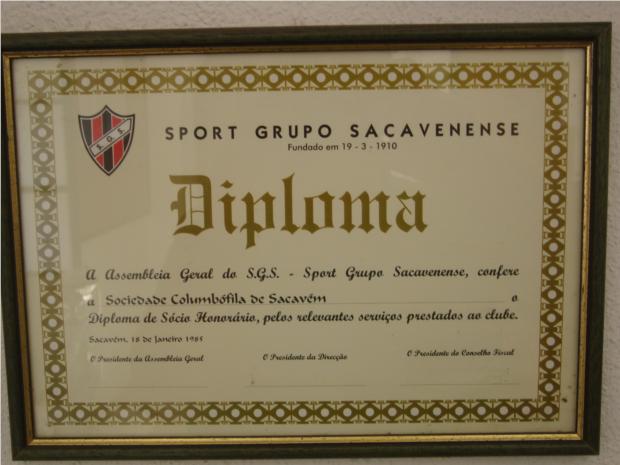 S.G.S.
SPORT GRUPO SACAVENENSE
Fundado em 19 - 3 - 1910
Diploma
A Assembleia Geral do S.G.S. - Sport Grupo Sacavenense, confere
à Sociedade Columbófila de Sacavém o
Diploma de Sócio Honorário, pelos relevantes serviços prestados ao clube.
Sacavém, 18 de Janeiro 1985
O Presidente da Assembleia Geral O Presidente da Direcção O Presidente do Conselho Fiscal